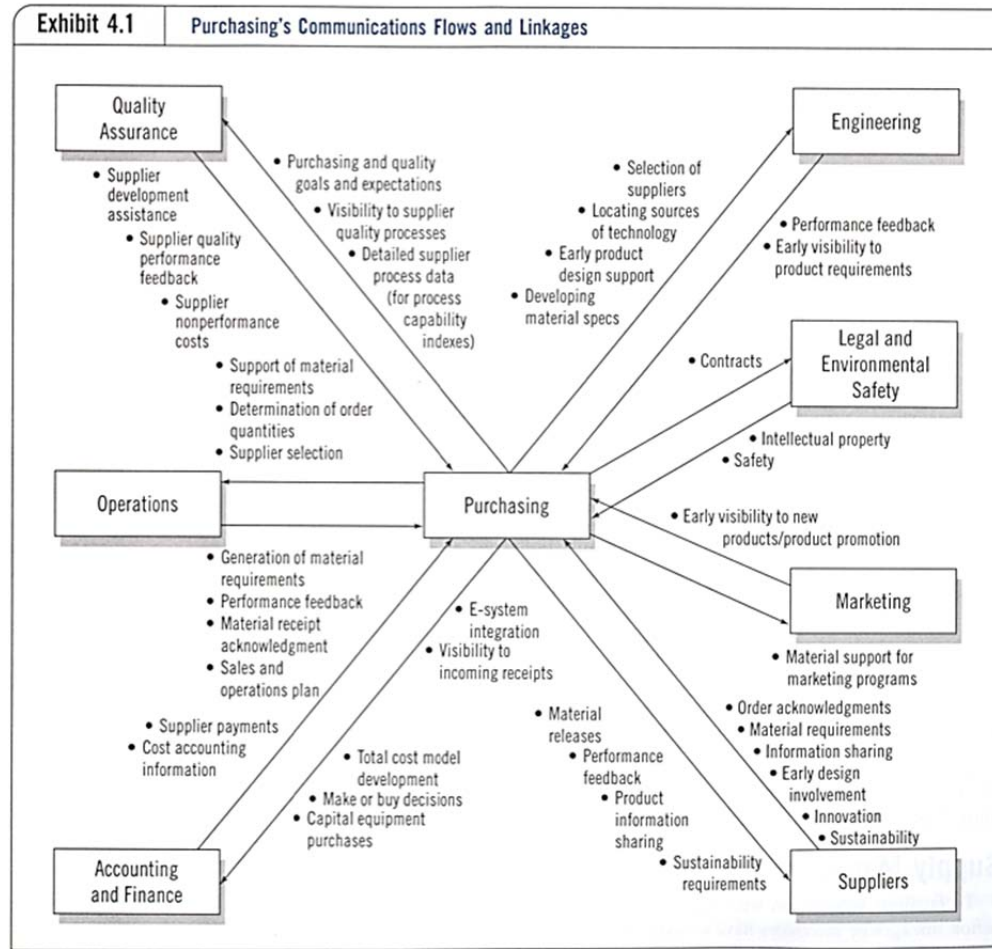 Exhibit 4.1
Purchasing's Communications Flows and Linkages
Quality
Assurance
• Supplier
development
assistance
• Supplier quality
performance
feedback
• Supplier
nonperformance
costs
• Purchasing and quality
goals and expectations
• Visibility to supplier
quality processes
• Detailed supplier
process data
(for process
capability
indexes)
• Selection of
suppliers
• Locating sources
of technology
• Early product
design support
• Developing
material specs
Engineering
• Performance feedback
• Early visibility to
product requirements
• Contracts
Legal and
Environmental
Safety
• Intellectual property
• Safety
• Support of material
requirements
• Determination of order
quantities
• Supplier selection
Operations
Purchasing
• Early visibility to new
products/product promotion
Marketing
• Material support for
marketing programs
• Generation of material
requirements
• Performance feedback
• Material receipt
acknowledgment
• Sales and
operations plan
• E-system
integration
• Visibility to
incoming receipts
• Supplier payments
• Cost accounting
information
• Total cost model
development
• Make or buy decisions
• Capital equipment
purchases
• Material
releases
• Performance
feedback
• Product
information
sharing
• Sustainability
requirements
• Order acknowledgments
• Material requirements
• Information sharing
• Early design
involvement
• Innovation
• Sustainability
Accounting
and Finance
Suppliers